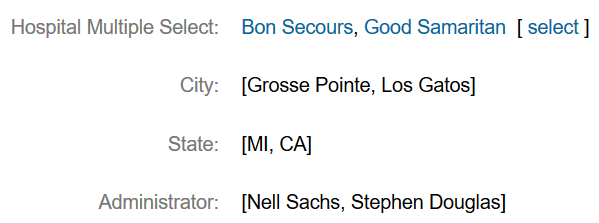 Hospital Multiple Select: Bon Secours, Good Samaritan [ select ]
City: [Grosse Pointe, Los Gatos]
State: [MI, CA]
Administrator: [Nell Sachs, Stephen Douglas]